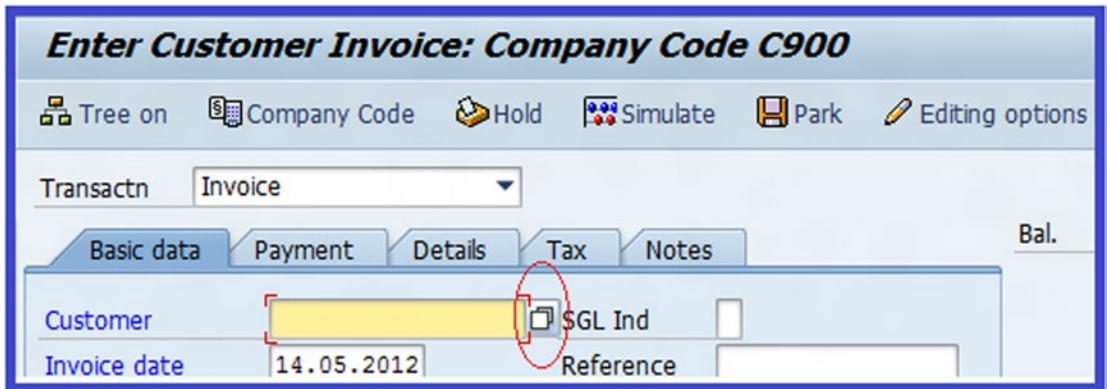 Enter Customer Invoice: Company Code C900
Tree on Company Code Hold Simulate Park Editing options
Transactn Invoice
Bal.
Basic data Payment Details Tax Notes
Customer SGL Ind
Invoice date 14.05.2012 Reference